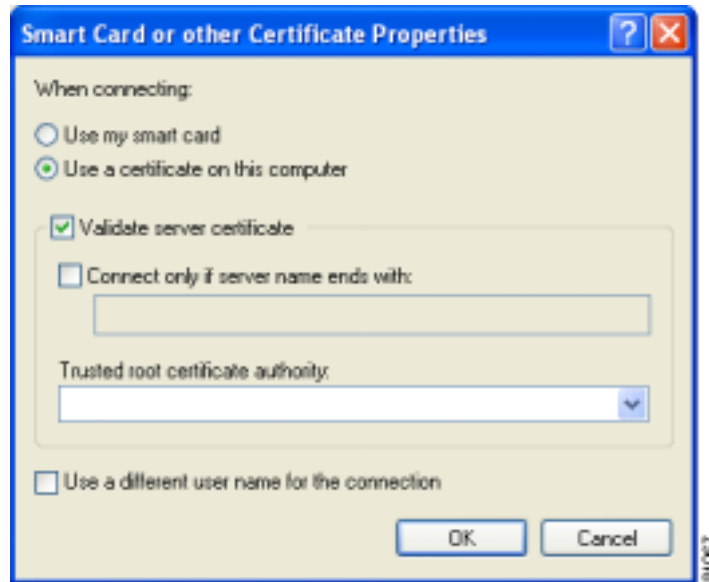 Smart Card or other Certificate Properties
When connecting:
Use my smart card
Use a certificate on this computer
Validate server certificate
Connect only if server name ends with:
Trusted root certificate authority:
Use a different user name for the connection
OK
Cancel